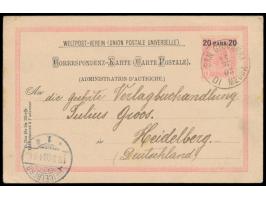 WELTPOST-VEREIN (UNION POSTALE UNIVERSELLE)
CORRESPONDENZ-KARTE (CARTE POSTALE).
(ADMINISTRATION D'AUTRICHE)
20 PARA 20
An
die geehrte Verlagbuchhandlung
Julius Groos
Heidelberg
(Deutschland)